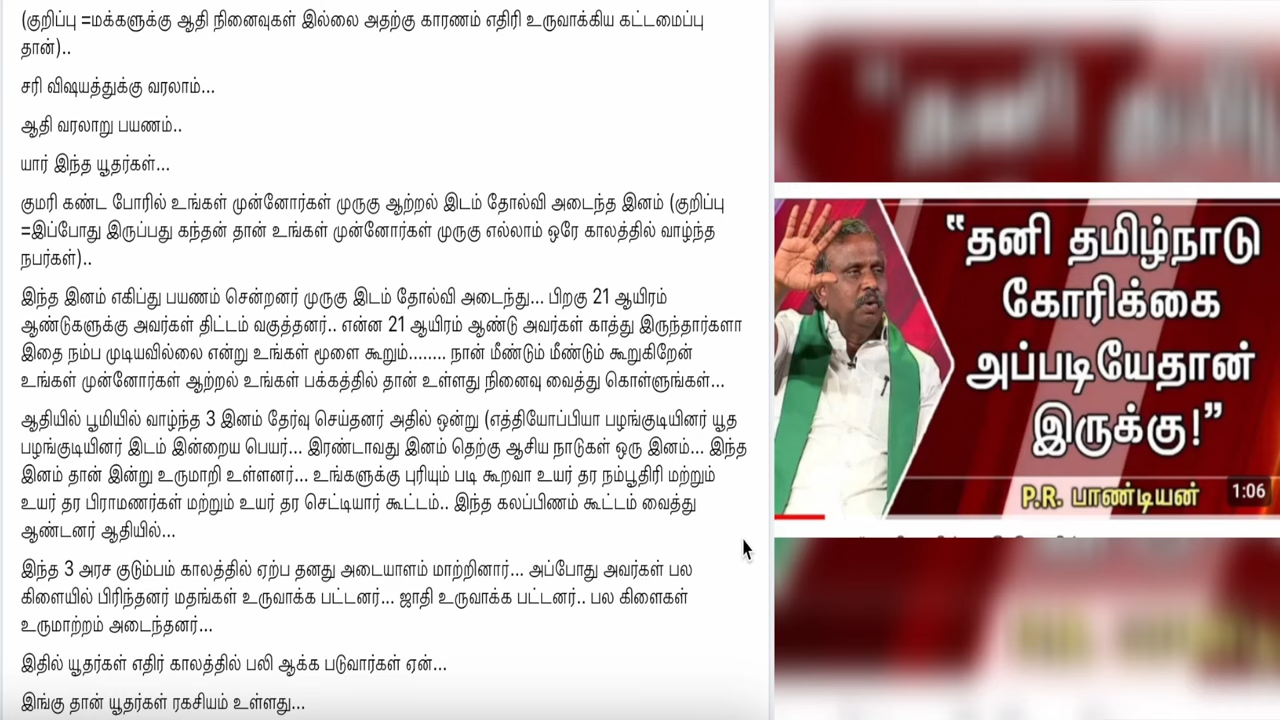 (குறிப்பு =மக்களுக்கு ஆதி நினைவுகள் இல்லை அதற்கு காரணம் எதிரி உருவாக்கிய கட்டமைப்பு
தான்)..
சரி விஷயத்துக்கு வரலாம்...
ஆதி வரலாறு பயணம்..
யார் இந்த யூதர்கள்...
குமரி கண்ட போரில் உங்கள் முன்னோர்கள் முருகு ஆற்றல் இடம் தோல்வி அடைந்த இனம் (குறிப்பு
=இப்போது இருப்பது கந்தன் தான் உங்கள் முன்னோர்கள் முருகு எல்லாம் ஒரே காலத்தில் வாழ்ந்த
நபர்கள்)..
இந்த இனம் எகிப்து பயணம் சென்றனர் முருகு இடம் தோல்வி அடைந்து... பிறகு 21 ஆயிரம்
ஆண்டுகளுக்கு அவர்கள் திட்டம் வகுத்தனர்.. என்ன 21 ஆயிரம் ஆண்டு அவர்கள் காத்து இருந்தார்களா
இதை நம்ப முடியவில்லை என்று உங்கள் மூளை கூறும்........ நான் மீண்டும் மீண்டும் கூறுகிறேன்
உங்கள் முன்னோர்கள் ஆற்றல் உங்கள் பக்கத்தில் தான் உள்ளது நினைவு வைத்து கொள்ளுங்கள்...
ஆதியில் பூமியில் வாழ்ந்த 3 இனம் தேர்வு செய்தனர் அதில் ஒன்று (எத்தியோப்பியா பழங்குடியினர் யூத
பழங்குடியினர் இடம் இன்றைய பெயர்... இரண்டாவது இனம் தெற்கு ஆசிய நாடுகள் ஒரு இனம்... இந்த
இனம் தான் இன்று உருமாறி உள்ளனர்... உங்களுக்கு புரியும் படி கூறவா உயர் தர நம்பூதிரி மற்றும்
உயர் தர பிராமணர்கள் மற்றும் உயர் தர செட்டியார் கூட்டம்.. இந்த கலப்பிணம் கூட்டம் வைத்து
ஆண்டனர் ஆதியில்...
இந்த 3 அரச குடும்பம் காலத்தில் ஏற்ப தனது அடையாளம் மாற்றினார்... அப்போது அவர்கள் பல
கிளையில் பிரிந்தனர் மதங்கள் உருவாக்க பட்டனர்... ஜாதி உருவாக்க பட்டனர்.. பல கிளைகள்
உருமாற்றம் அடைந்தனர்...
இதில் யூதர்கள் எதிர் காலத்தில் பலி ஆக்க படுவார்கள் ஏன்...
இங்கு தான் யூதர்கள் ரகசியம் உள்ளது...
“தனி தமிழ்நாடு
கோரிக்கை
அப்படியேதான்
இருக்கு!”
P.R. பாண்டியன்
1:06